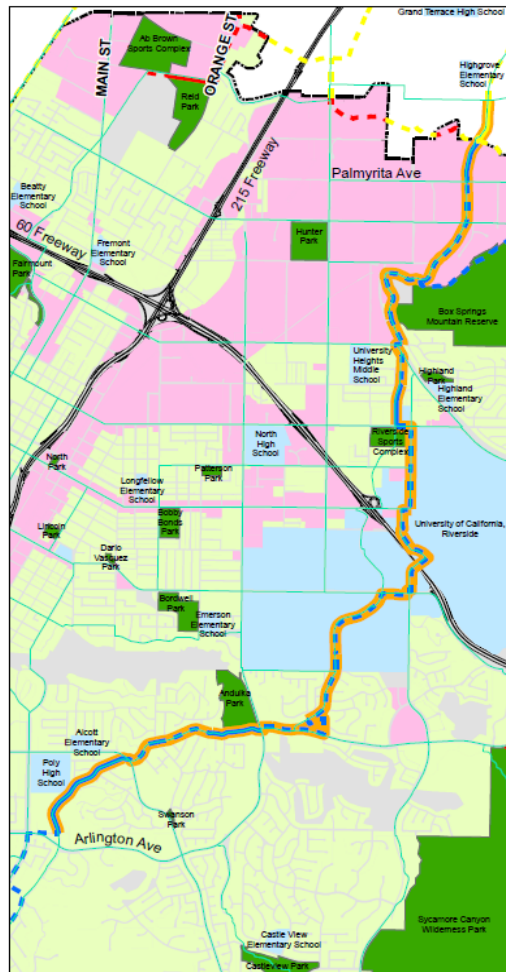 Grand Terrace High School
Ab Brown
Sports Complex
MAIN ST
ORANGE ST
Highgrove
Elementary
School
Reid
Park
215 Freeway
Palmyrita Ave
Beatty
Elementary
School
60 Freeway
Fremont
Elementary
School
Hunter
Park
Fairmount
Park
Box Springs
Mountain Reserve
University
Heights
Middle
School
Highland
Park
Highland
Elementary
School
North
High
School
Riverside
Sports
Complex
North
Park
Patterson
Park
Longfellow
Elementary
School
Bobby
Bonds
Park
Lincoln
Park
University of California,
Riverside
Dario
Vasquez
Park
Bordwell
Park
Emerson
Elementary
School
Andulka
Park
Alcott
Elementary
School
Poly
High
School
Swanson
Park
Arlington Ave
Sycamore Canyon
Wilderness Park
Castle View
Elementary School
Castleview Park